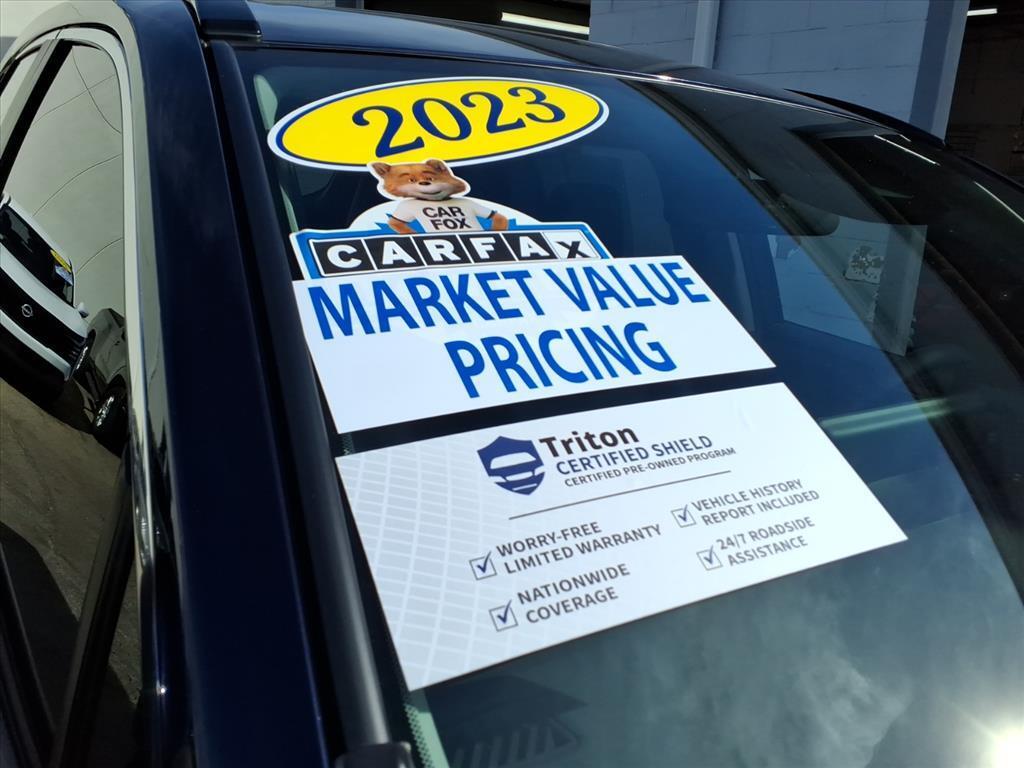 2023
CAR
FOX
CARFAX
MARKET VALUE
PRICING
Triton
CERTIFIED SHIELD
CERTIFIED PRE-OWNED PROGRAM
WORRY-FREE
LIMITED WARRANTY
VEHICLE HISTORY
REPORT INCLUDED
NATIONWIDE
COVERAGE
24/7 ROADSIDE
ASSISTANCE